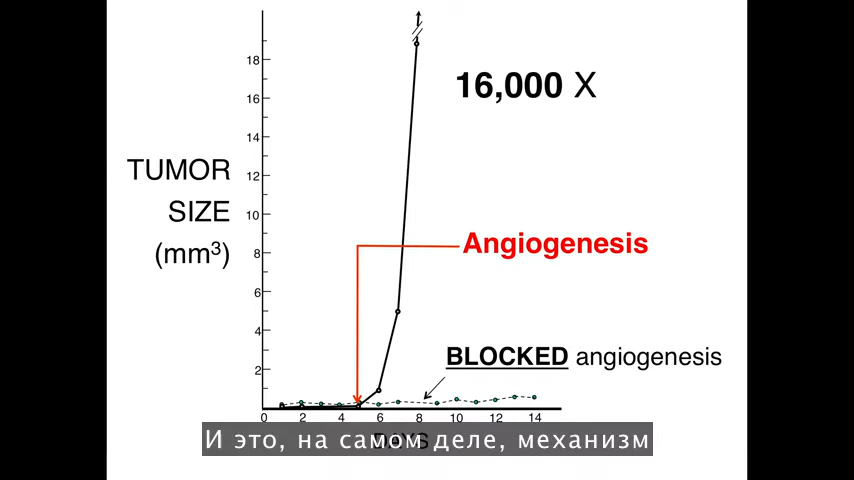 18
16
14
12
10
8
6
4
2
TUMOR
SIZE
(mm³)
16,000 X
Angiogenesis
BLOCKED angiogenesis
0 2 4 6 8 10 12 14
DAYS
И это, на самом деле, механизм